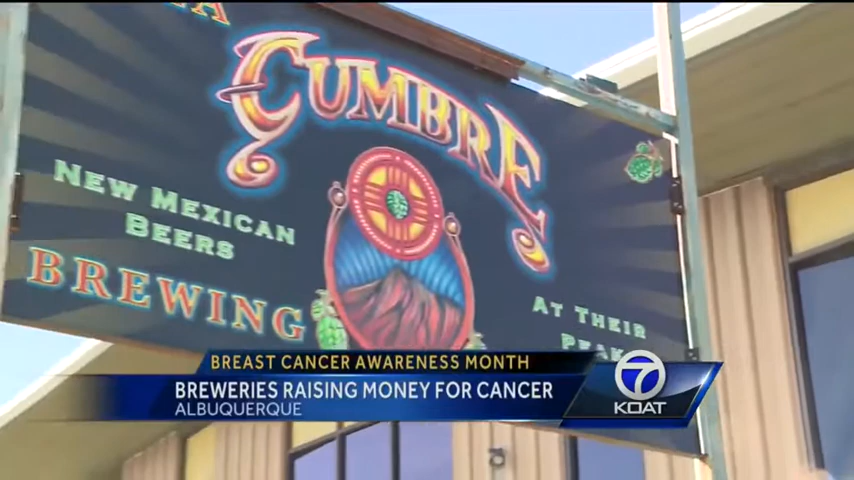 CUMBRE
NEW MEXICAN
BEERS
BREWING
AT THEIR
BREAST CANCER AWARENESS MONTH
BREWERIES RAISING MONEY FOR CANCER
ALBUQUERQUE
7
KOAT